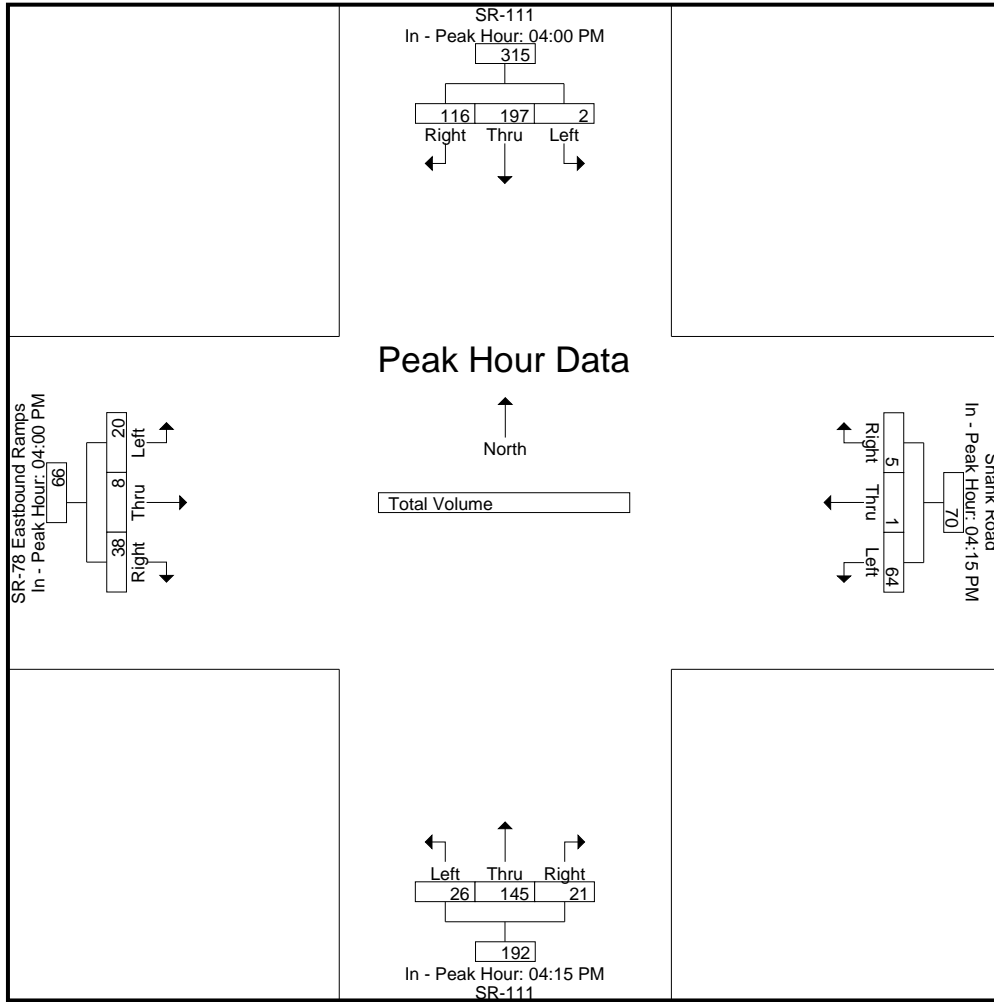 SR-111
In - Peak Hour: 04:00 PM
315
116 197 2
Right Thru Left
Peak Hour Data
North
Total Volume
SR-78 Eastbound Ramps
In - Peak Hour: 04:00 PM
66
20 8 38
Left Thru Right
Shank Road
In - Peak Hour: 04:15 PM
70
5 1 64
Right Thru Left
Left Thru Right
26 145 21
192
In - Peak Hour: 04:15 PM
SR-111